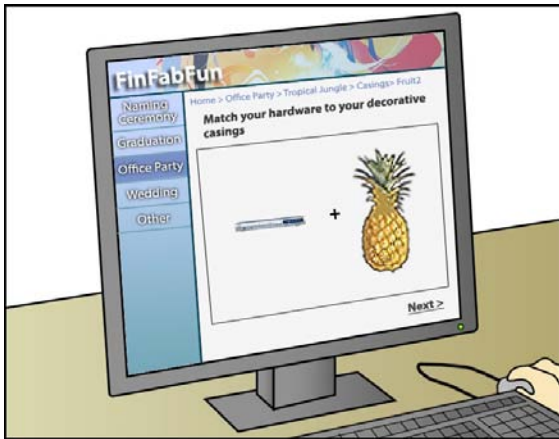 FinFabFun
Home > Office Party > Tropical Jungle > Casings> Fruit2
Naming
Ceremony
Graduation
Office Party
Wedding
Other
Match your hardware to your decorative
casings
+
Next >